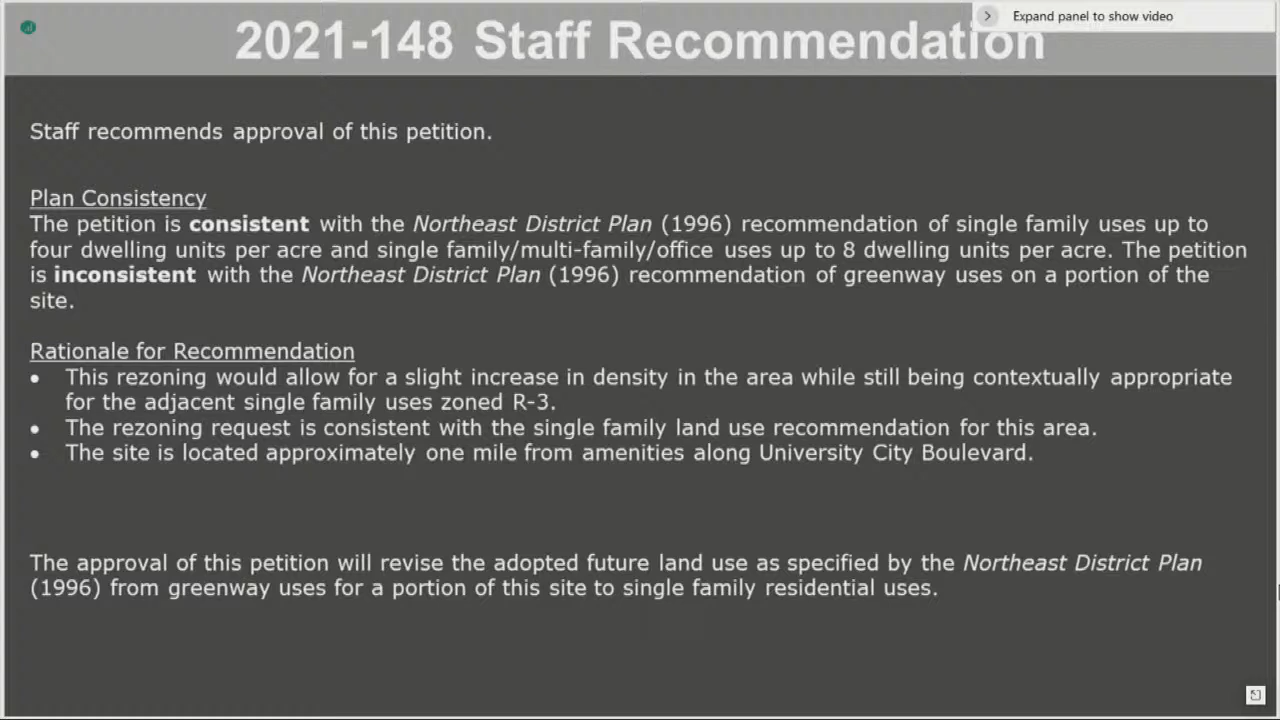 Expand panel to show video
2021-148 Staff Recommendation
Staff recommends approval of this petition.
Plan Consistency
The petition is consistent with the Northeast District Plan (1996) recommendation of single family uses up to
four dwelling units per acre and single family/multi-family/office uses up to 8 dwelling units per acre. The petition
is inconsistent with the Northeast District Plan (1996) recommendation of greenway uses on a portion of the
site.
Rationale for Recommendation
• This rezoning would allow for a slight increase in density in the area while still being contextually appropriate
for the adjacent single family uses zoned R-3.
• The rezoning request is consistent with the single family land use recommendation for this area.
• The site is located approximately one mile from amenities along University City Boulevard.
The approval of this petition will revise the adopted future land use as specified by the Northeast District Plan
(1996) from greenway uses for a portion of this site to single family residential uses.